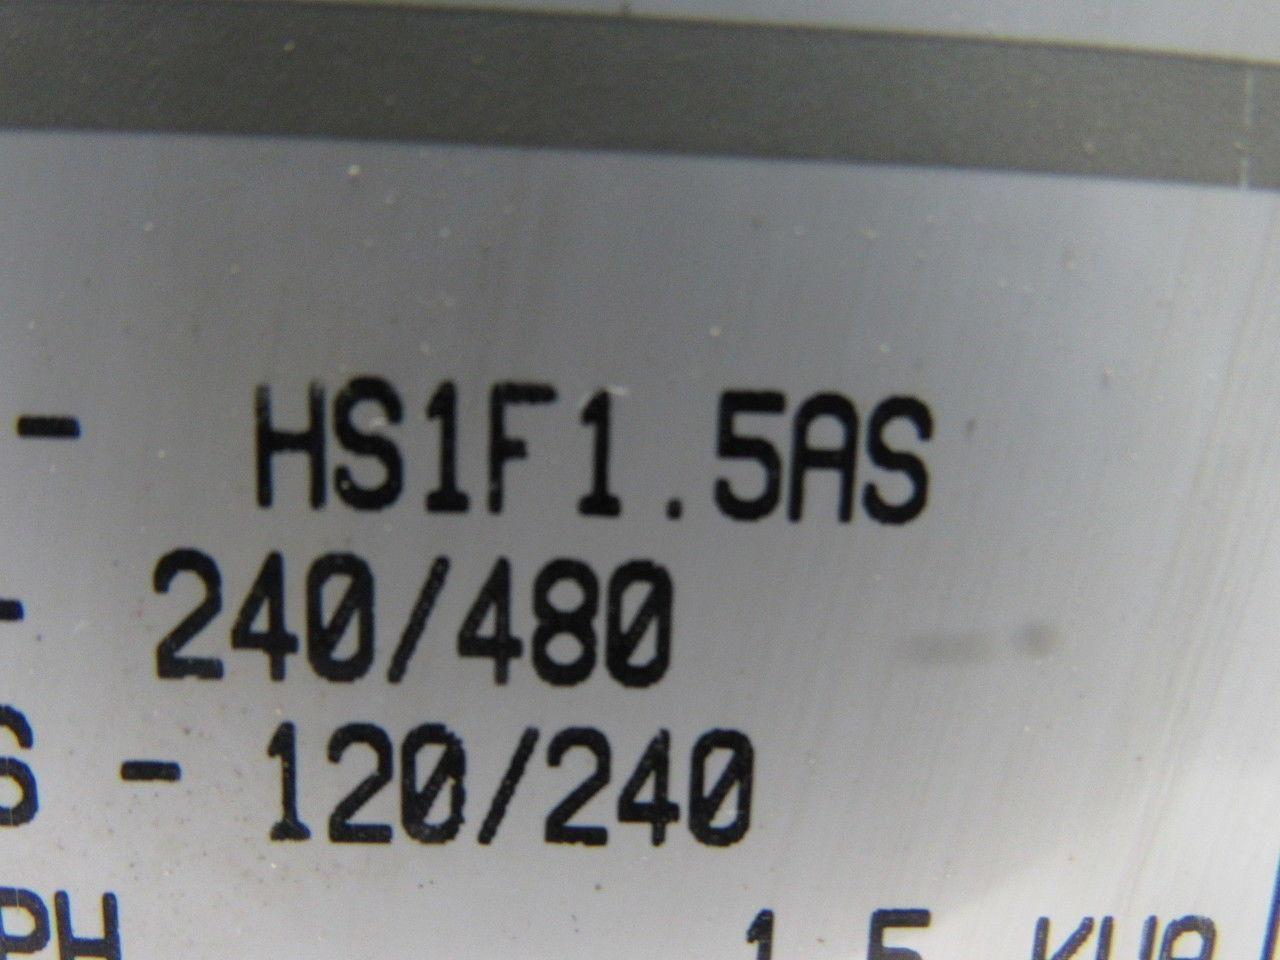 - HS1F1.5AS
- 240/480
S - 120/240
PH 1.5 KVA